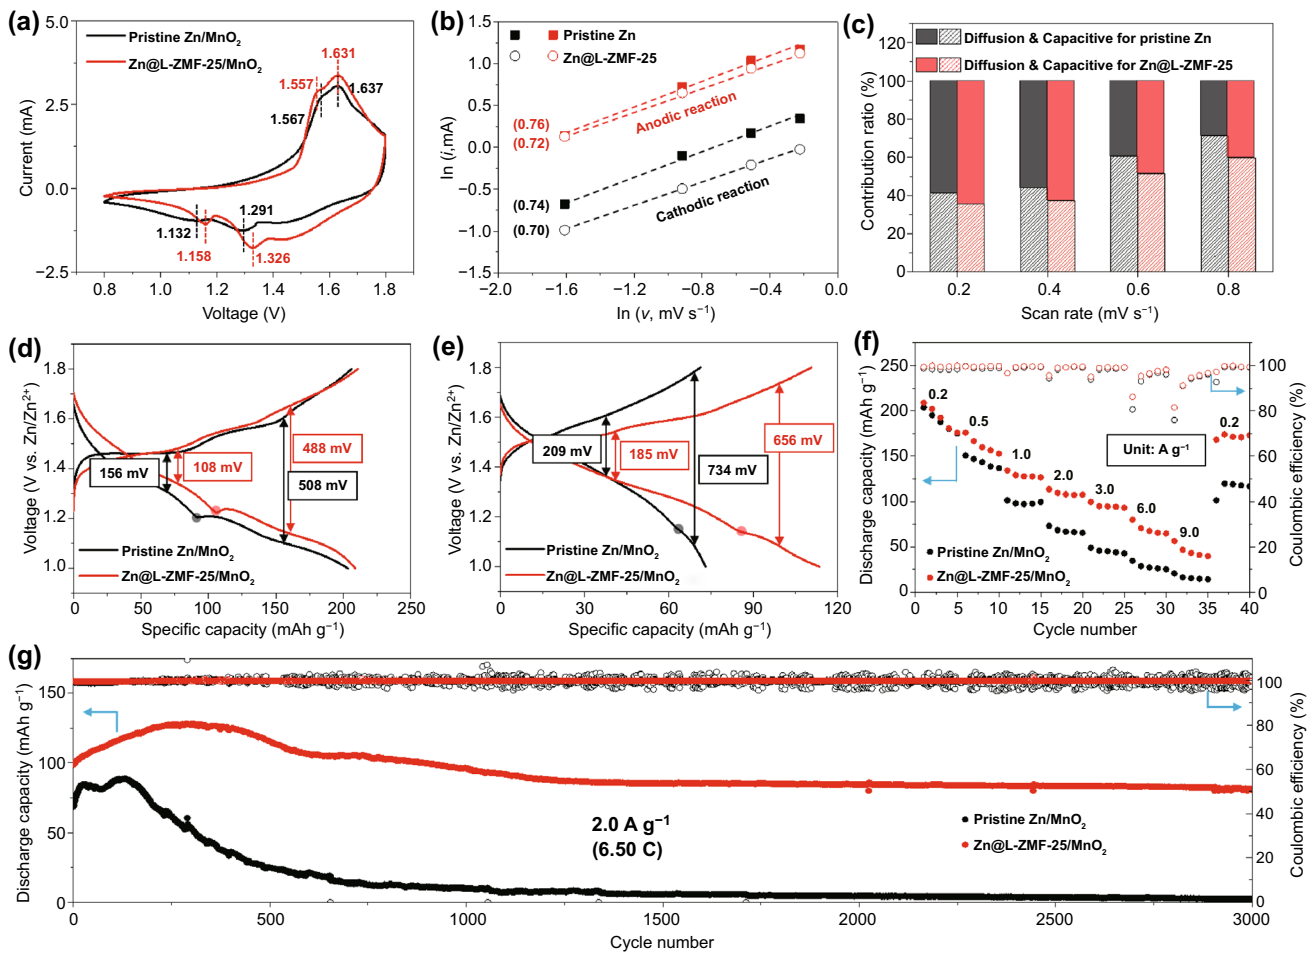 (a)
5.0
2.5
0.0
−2.5
Current (mA)
Pristine Zn/MnO2
Zn@L-ZMF-25/MnO2
1.631
1.557
1.637
1.567
1.291
1.132
1.158
1.326
0.8 1.0 1.2 1.4 1.6 1.8
Voltage (V)
(b)
1.5
1.0
0.5
0.0
−0.5
−1.0
−1.5
ln (i,mA)
Pristine Zn
Zn@L-ZMF-25
(0.76)
(0.72)
Anodic reaction
(0.74)
(0.70)
Cathodic reaction
−2.0 −1.6 −1.2 −0.8 −0.4 0.0
ln (v, mV s−1)
(c)
120
100
80
60
40
20
0
Contribution ratio (%)
Diffusion & Capacitive for pristine Zn
Diffusion & Capacitive for Zn@L-ZMF-25
0.2 0.4 0.6 0.8
Scan rate (mV s−1)
(d)
1.8
1.6
1.4
1.2
1.0
Voltage (V vs. Zn/Zn2+)
156 mV
108 mV
488 mV
508 mV
Pristine Zn/MnO2
Zn@L-ZMF-25/MnO2
0 50 100 150 200 250
Specific capacity (mAh g−1)
(e)
1.8
1.6
1.4
1.2
1.0
Voltage (V vs. Zn/Zn2+)
209 mV
185 mV
656 mV
734 mV
Pristine Zn/MnO2
Zn@L-ZMF-25/MnO2
0 20 40 60 80 100 120
Specific capacity (mAh g−1)
(f)
250
200
150
100
50
0
Discharge capacity (mAh g−1)
0.2
0.5
1.0
2.0
3.0
6.0
9.0
0.2
Unit: A g−1
Pristine Zn/MnO2
Zn@L-ZMF-25/MnO2
100
80
60
40
20
0
Coulombic efficiency (%)
0 5 10 15 20 25 30 35 40
Cycle number
(g)
150
100
50
0
Discharge capacity (mAh g−1)
2.0 A g−1
(6.50 C)
Pristine Zn/MnO2
Zn@L-ZMF-25/MnO2
100
80
60
40
20
0
Coulombic efficiency (%)
0 500 1000 1500 2000 2500 3000
Cycle number